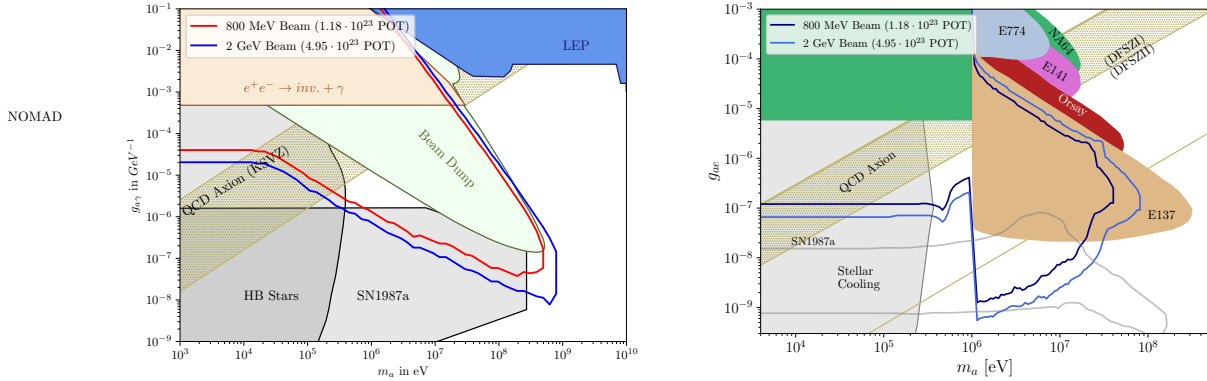 NOMAD
800 MeV Beam (1.18 · 10²³ POT)
2 GeV Beam (4.95 · 10²³ POT)
LEP
e⁺e⁻ → inv. + γ
Beam Dump
QCD Axion (KSVZ)
HB Stars
SN1987a
g_{aγ} in GeV⁻¹
10⁻¹
10⁻²
10⁻³
10⁻⁴
10⁻⁵
10⁻⁶
10⁻⁷
10⁻⁸
10⁻⁹
10³ 10⁴ 10⁵ 10⁶ 10⁷ 10⁸ 10⁹ 10¹⁰
m_a in eV
800 MeV Beam (1.18 · 10²³ POT)
2 GeV Beam (4.95 · 10²³ POT)
E774
NA64
E141
Orsay
(DFSZI)
(DFSZII)
QCD Axion
E137
SN1987a
Stellar
Cooling
g_{ae}
10⁻³
10⁻⁴
10⁻⁵
10⁻⁶
10⁻⁷
10⁻⁸
10⁻⁹
10⁴ 10⁵ 10⁶ 10⁷ 10⁸
m_a [eV]